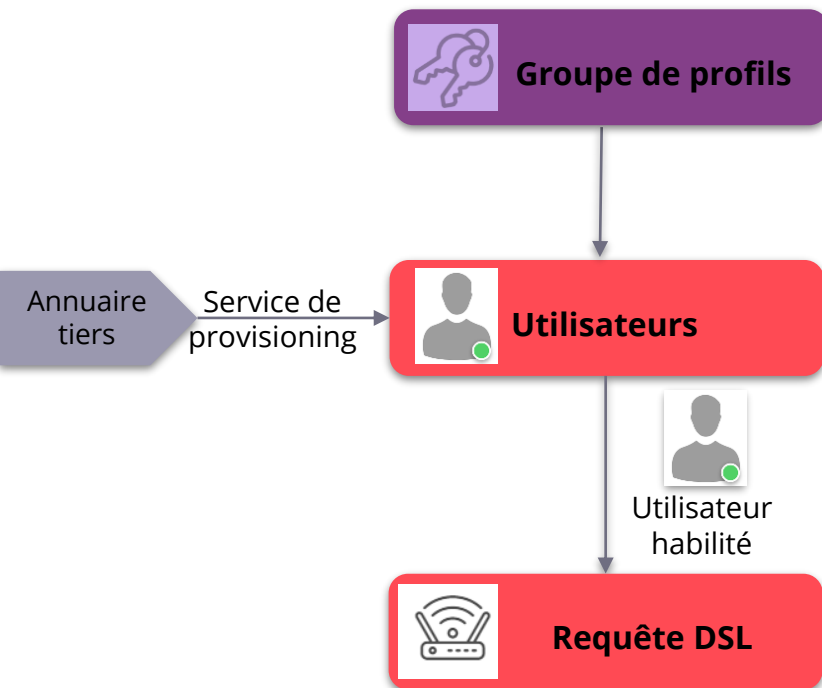 Groupe de profils
Annuaire
tiers
Service de
provisioning
Utilisateurs
Utilisateur
habilité
Requête DSL